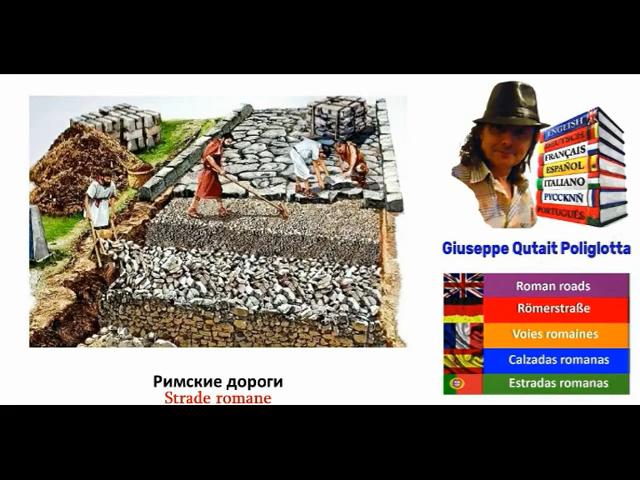 Римские дороги
Strade romane
ENGLISH
DEUTSCH
FRANÇAIS
ESPAÑOL
ITALIANO
РУССКNÑ
PORTUGUÊS
Giuseppe Qutait Poliglotta
Roman roads
Römerstraße
Voies romaines
Calzadas romanas
Estradas romanas